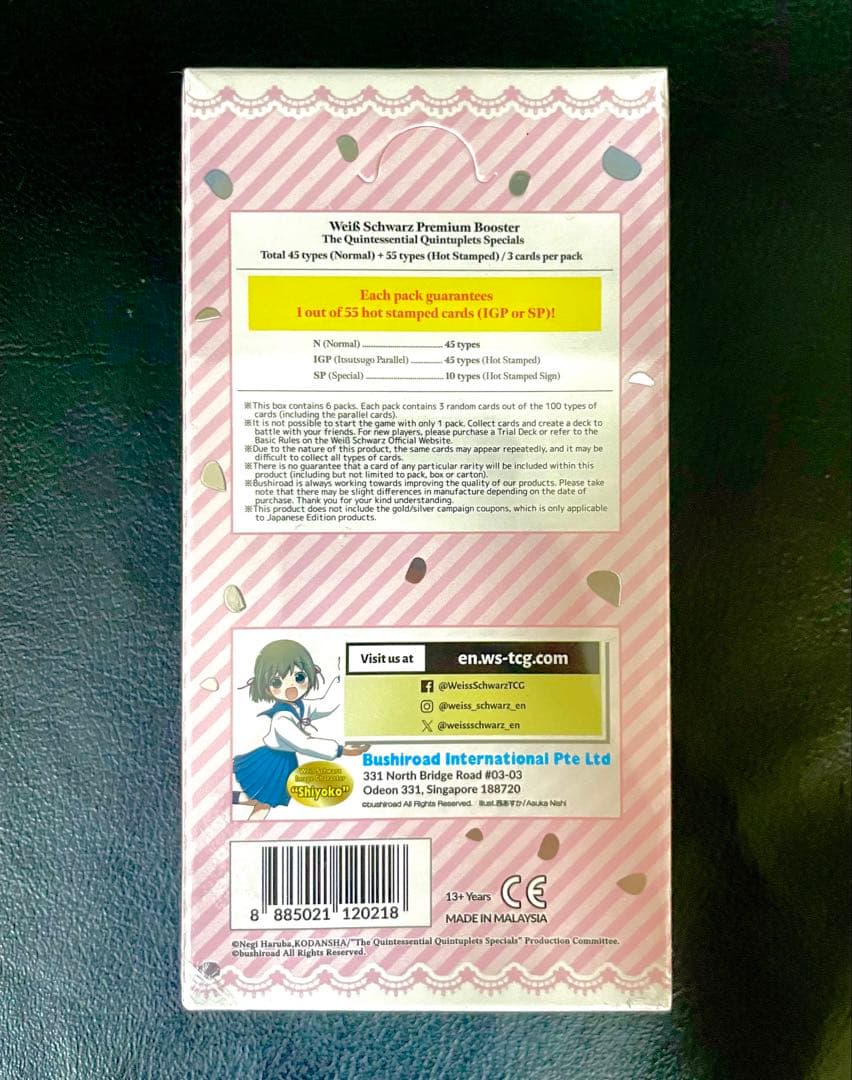 Weiß Schwarz Premium Booster
The Quintessential Quintuplets Specials
Total 45 types (Normal) + 55 types (Hot Stamped) / 3 cards per pack
Each pack guarantees
1 out of 55 hot stamped cards (IGP or SP)!
N (Normal) 45 types
IGP (Itsutsugo Parallel) 45 types (Hot Stamped)
SP (Special) 10 types (Hot Stamped Sign)
※This box contains 6 packs. Each pack contains 3 random cards out of the 100 types of
cards (including the parallel cards).
※It is not possible to start the game with only 1 pack. Collect cards and create a deck to
battle with your friends. For new players, please purchase a Trial Deck or refer to the
Basic Rules on the Weiß Schwarz Official Website.
※Due to the nature of this product, the same cards may appear repeatedly, and it may be
difficult to collect all types of cards.
※There is no guarantee that a card of any particular rarity will be included within this
product (including but not limited to pack, box or carton).
※Bushiroad is always working towards improving the quality of our products. Please take
note that there may be slight differences in manufacture depending on the date of
purchase. Thank you for your kind understanding.
※This product does not include the gold/silver campaign coupons, which is only applicable
to Japanese Edition products.
Visit us at en.ws-tcg.com
@WeissSchwarzTCG
@weiss_schwarz_en
@weissschwarz_en
Bushiroad International Pte Ltd
331 North Bridge Road #03-03
Odeon 331, Singapore 188720
©bushiroad All Rights Reserved. illust.西あすか/Asuka Nishi
Weiss Schwarz
Image Character
"Shiyoko"
8 885021 120218
13+ Years CE
MADE IN MALAYSIA
©Negi Haruba,KODANSHA/"The Quintessential Quintuplets Specials" Production Committee.
©bushiroad All Rights Reserved.